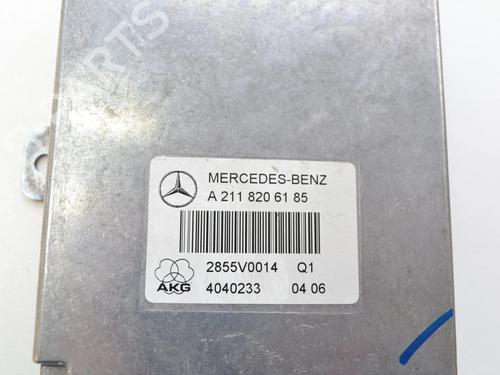 MERCEDES-BENZ
A 211 820 61 85
2855V0014 Q1
AKG
4040233 04 06